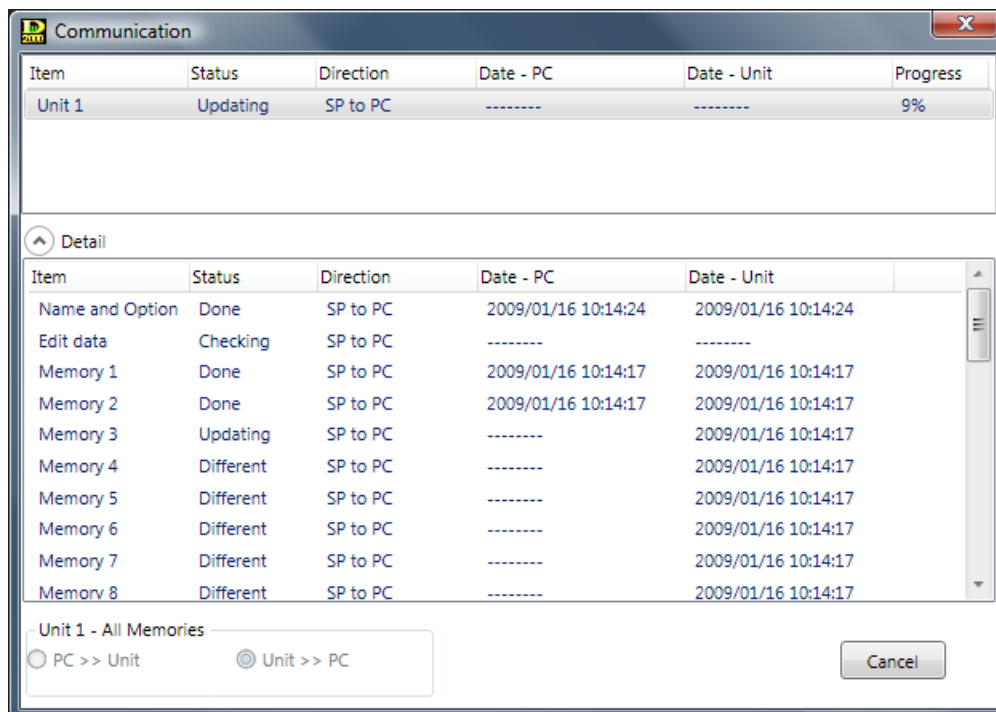 Communication
Item Status Direction Date - PC Date - Unit Progress
Unit 1 Updating SP to PC -------- -------- 9%
Detail
Item Status Direction Date - PC Date - Unit
Name and Option Done SP to PC 2009/01/16 10:14:24 2009/01/16 10:14:24
Edit data Checking SP to PC -------- --------
Memory 1 Done SP to PC 2009/01/16 10:14:17 2009/01/16 10:14:17
Memory 2 Done SP to PC 2009/01/16 10:14:17 2009/01/16 10:14:17
Memory 3 Updating SP to PC -------- 2009/01/16 10:14:17
Memory 4 Different SP to PC -------- 2009/01/16 10:14:17
Memory 5 Different SP to PC -------- 2009/01/16 10:14:17
Memory 6 Different SP to PC -------- 2009/01/16 10:14:17
Memory 7 Different SP to PC -------- 2009/01/16 10:14:17
Memory 8 Different SP to PC -------- 2009/01/16 10:14:17
Unit 1 - All Memories
PC >> Unit Unit >> PC
Cancel